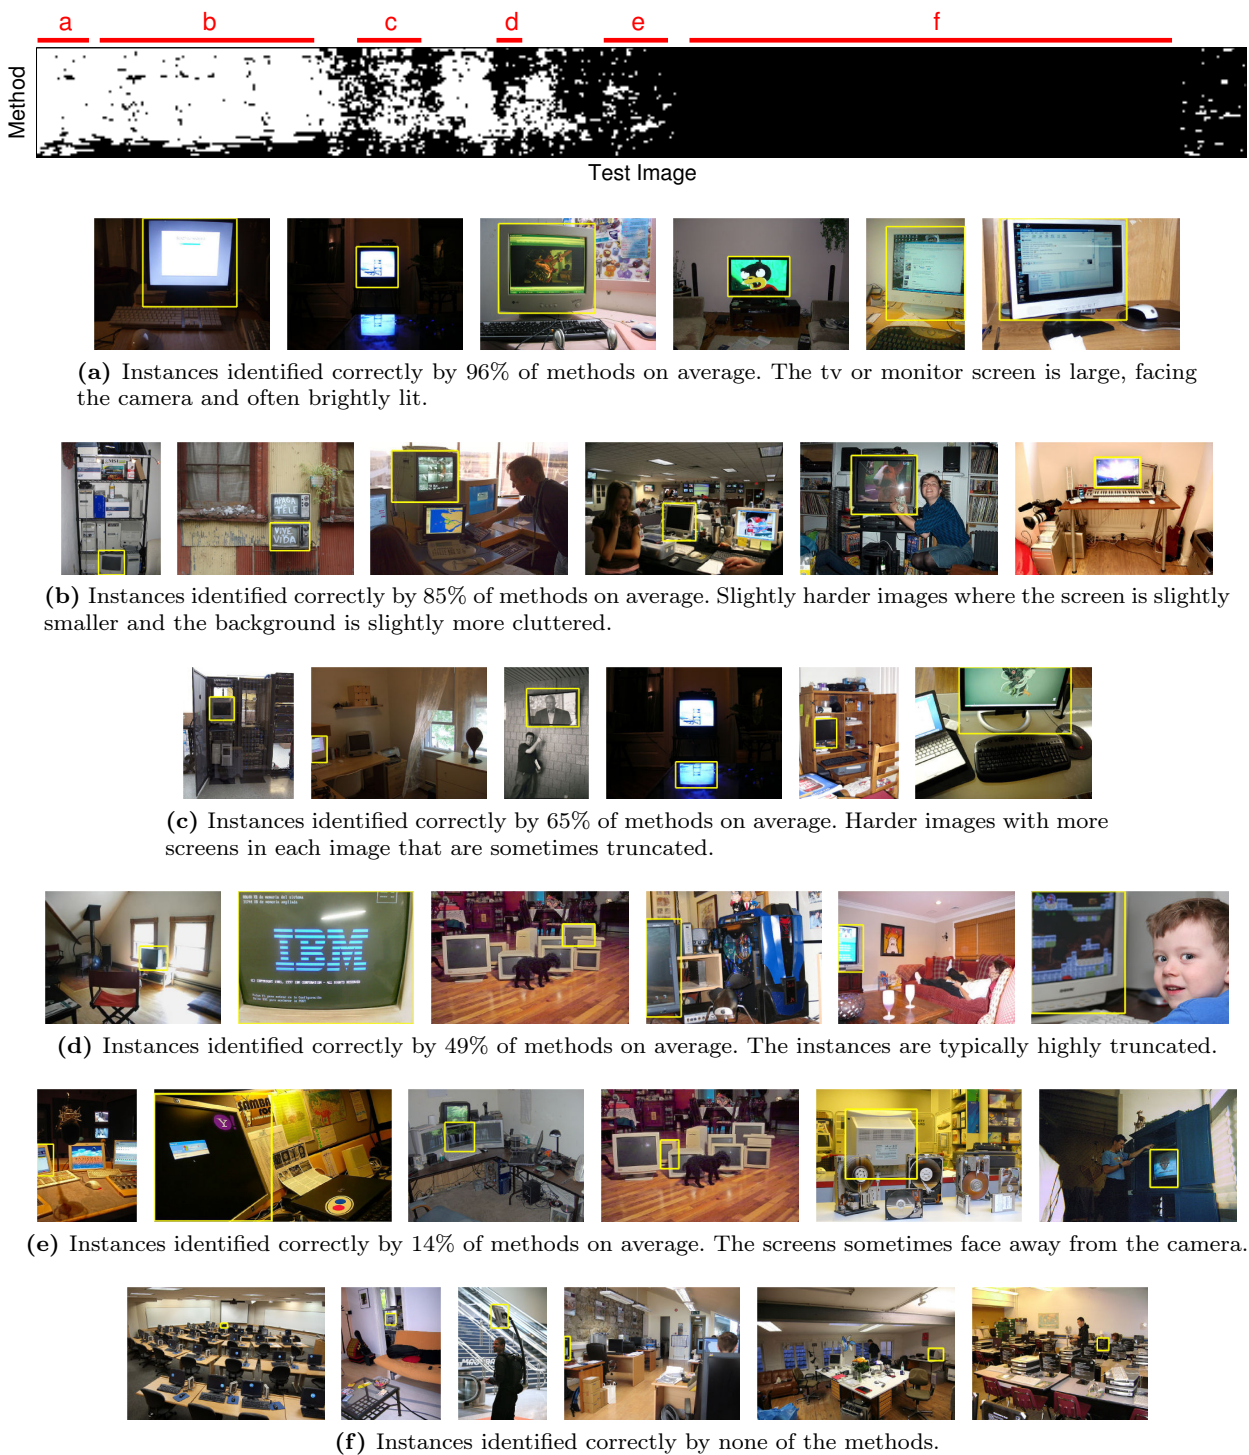 a b c d e f
Method
Test Image
(a) Instances identified correctly by 96% of methods on average. The tv or monitor screen is large, facing
the camera and often brightly lit.
APAGA
TELE
VIVE
VIDA
(b) Instances identified correctly by 85% of methods on average. Slightly harder images where the screen is slightly
smaller and the background is slightly more cluttered.
(c) Instances identified correctly by 65% of methods on average. Harder images with more
screens in each image that are sometimes truncated.
IBM
(d) Instances identified correctly by 49% of methods on average. The instances are typically highly truncated.
SAMBA
Y
(e) Instances identified correctly by 14% of methods on average. The screens sometimes face away from the camera.
(f) Instances identified correctly by none of the methods.